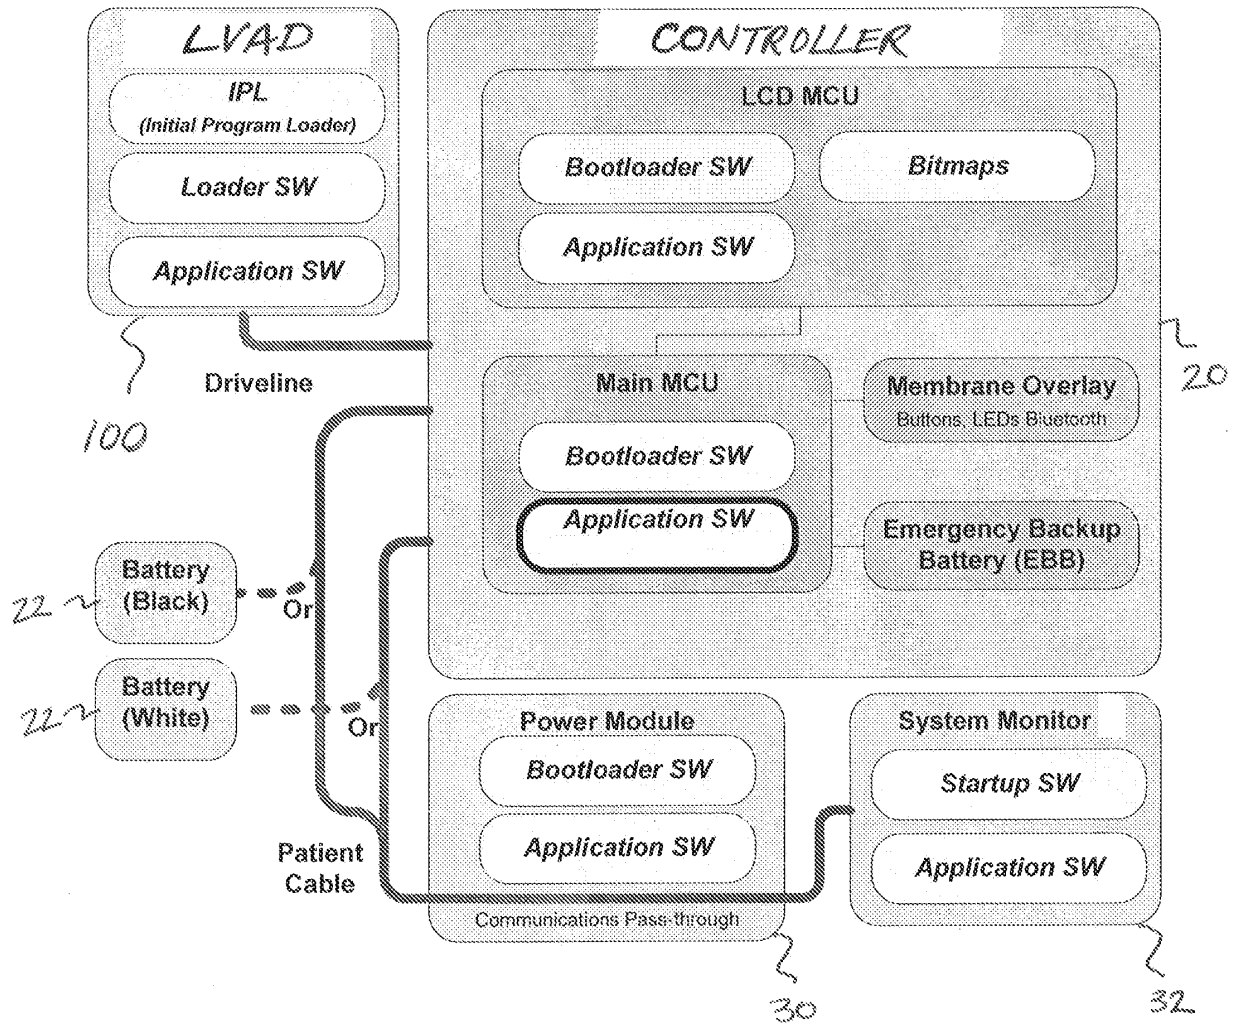 LVAD
IPL
(Initial Program Loader)
Loader SW
Application SW
100
Driveline
CONTROLLER
LCD MCU
Bootloader SW
Bitmaps
Application SW
20
Main MCU
Bootloader SW
Application SW
Membrane Overlay
Buttons, LEDs Bluetooth
Emergency Backup
Battery (EBB)
22
Battery
(Black)
Or
22
Battery
(White)
Or
Patient
Cable
Power Module
Bootloader SW
Application SW
Communications Pass-through
30
System Monitor
Startup SW
Application SW
32